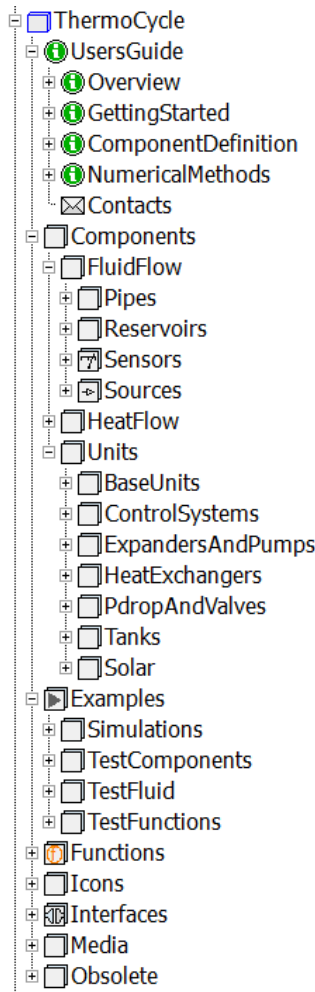 ThermoCycle
UsersGuide
Overview
GettingStarted
ComponentDefinition
NumericalMethods
Contacts
Components
FluidFlow
Pipes
Reservoirs
Sensors
Sources
HeatFlow
Units
BaseUnits
ControlSystems
ExpandersAndPumps
HeatExchangers
PdropAndValves
Tanks
Solar
Examples
Simulations
TestComponents
TestFluid
TestFunctions
Functions
Icons
Interfaces
Media
Obsolete